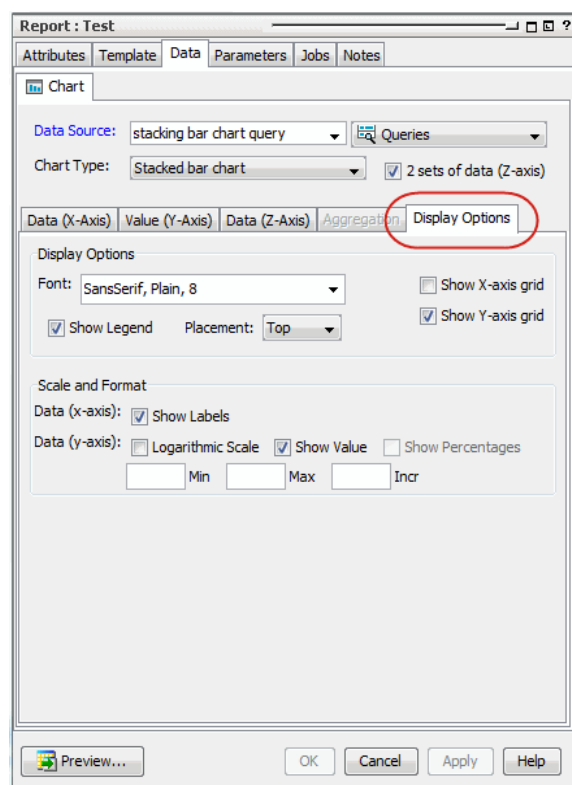 Report : Test ?
Attributes Template Data Parameters Jobs Notes
Chart
Data Source: stacking bar chart query Queries
Chart Type: Stacked bar chart 2 sets of data (Z-axis)
Data (X-Axis) Value (Y-Axis) Data (Z-Axis) Aggregation Display Options
Display Options
Font: SansSerif, Plain, 8 Show X-axis grid
Show Legend Placement: Top Show Y-axis grid
Scale and Format
Data (x-axis): Show Labels
Data (y-axis): Logarithmic Scale Show Value Show Percentages
Min Max Incr
Preview... OK Cancel Apply Help